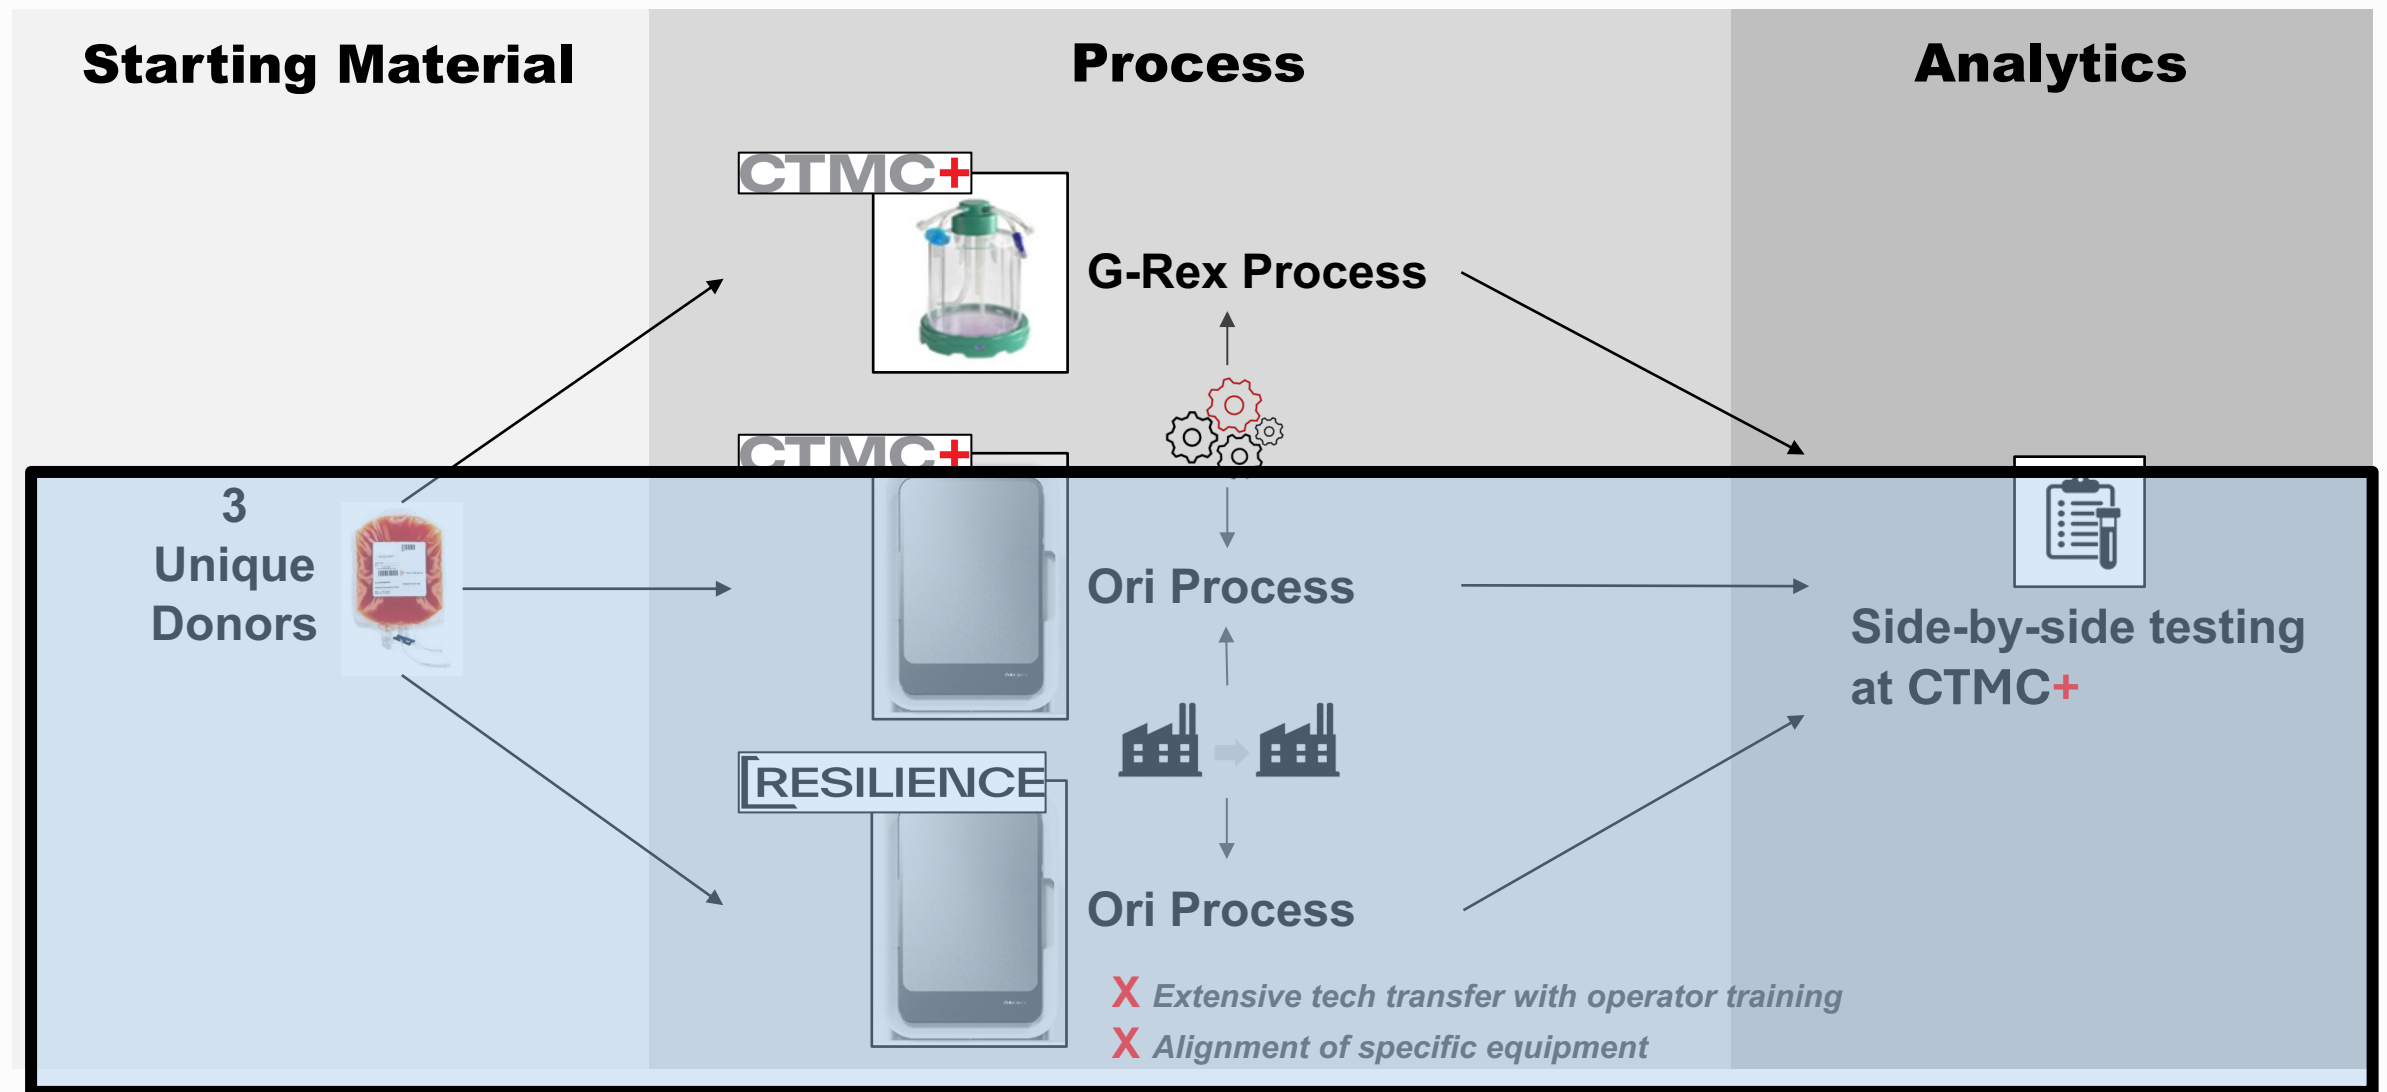 Starting Material
Process
Analytics
CTMC+
G-Rex Process
CTMC+
3
Unique
Donors
Ori Process
Side-by-side testing
at CTMC+
RESILIENCE
Ori Process
X Extensive tech transfer with operator training
X Alignment of specific equipment